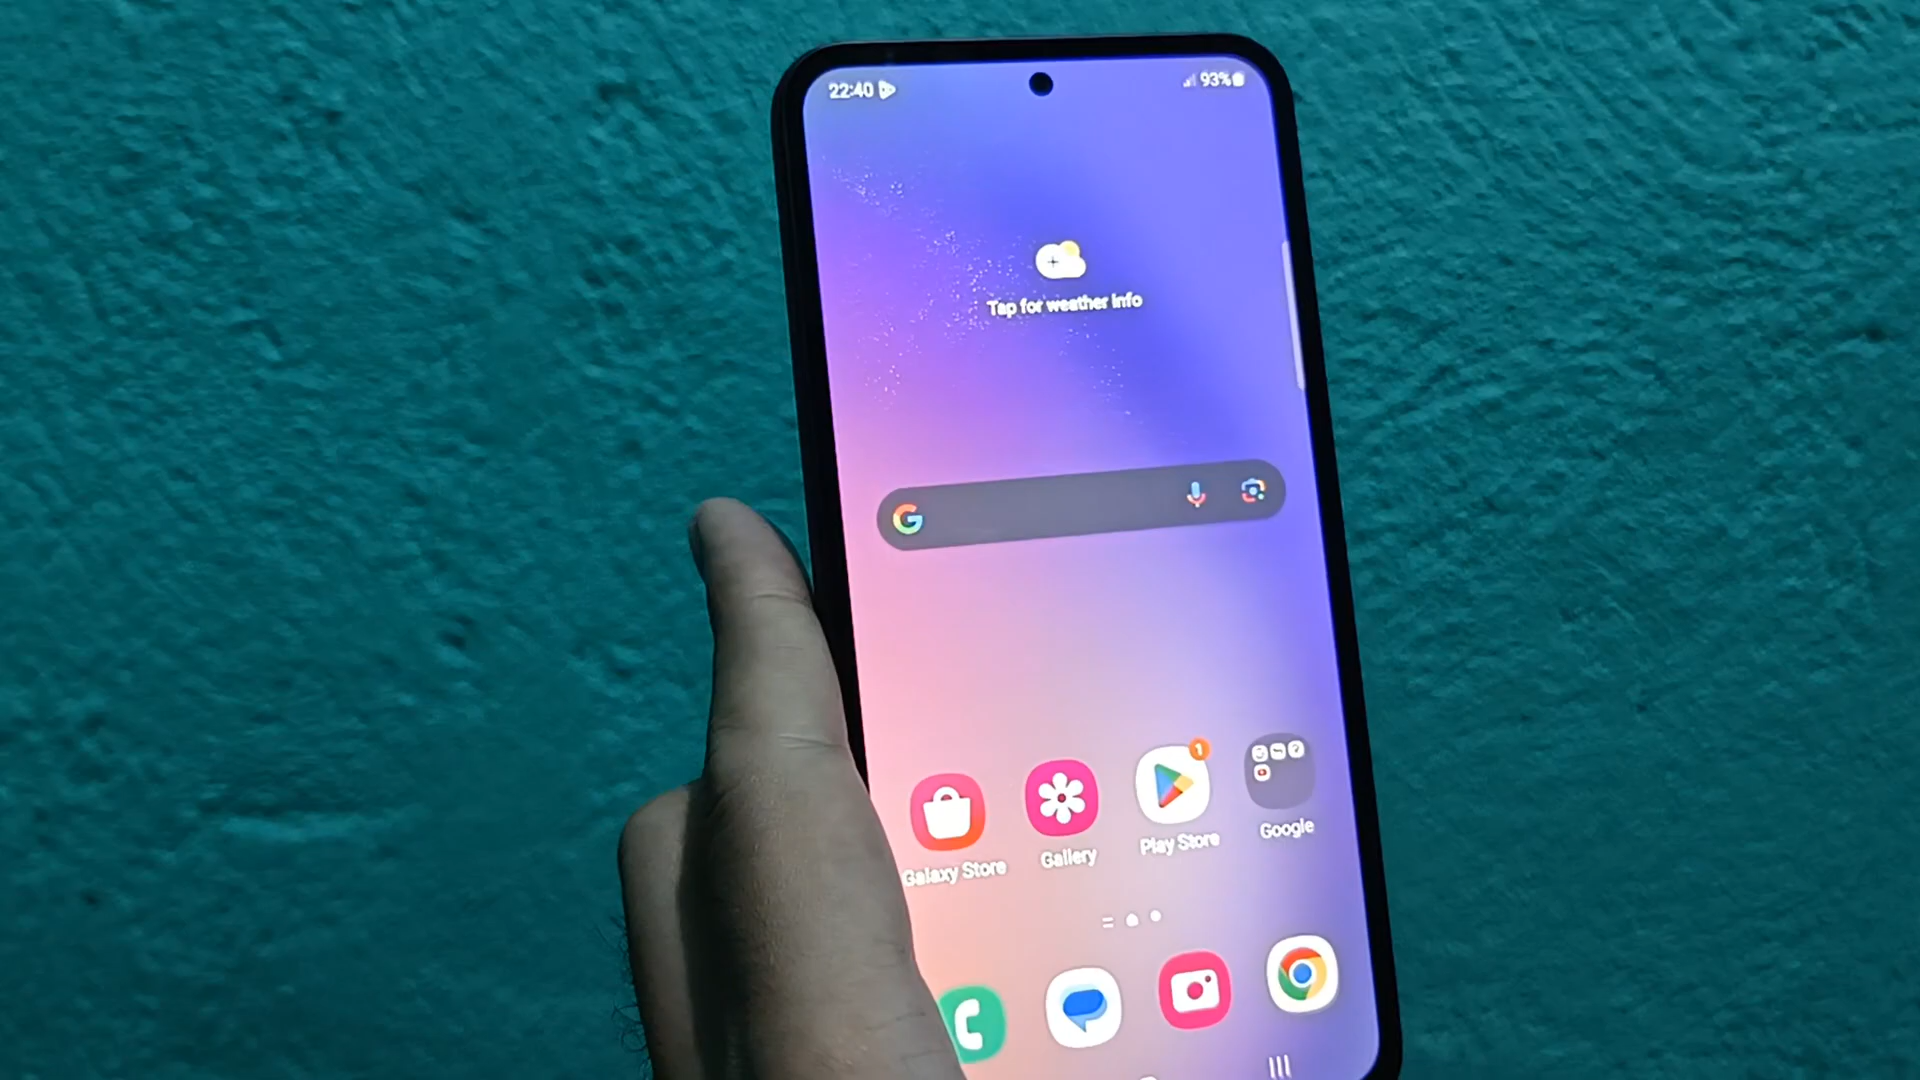 22:40 93%
Tap for weather info
G
1
Galaxy Store Gallery Play Store Google